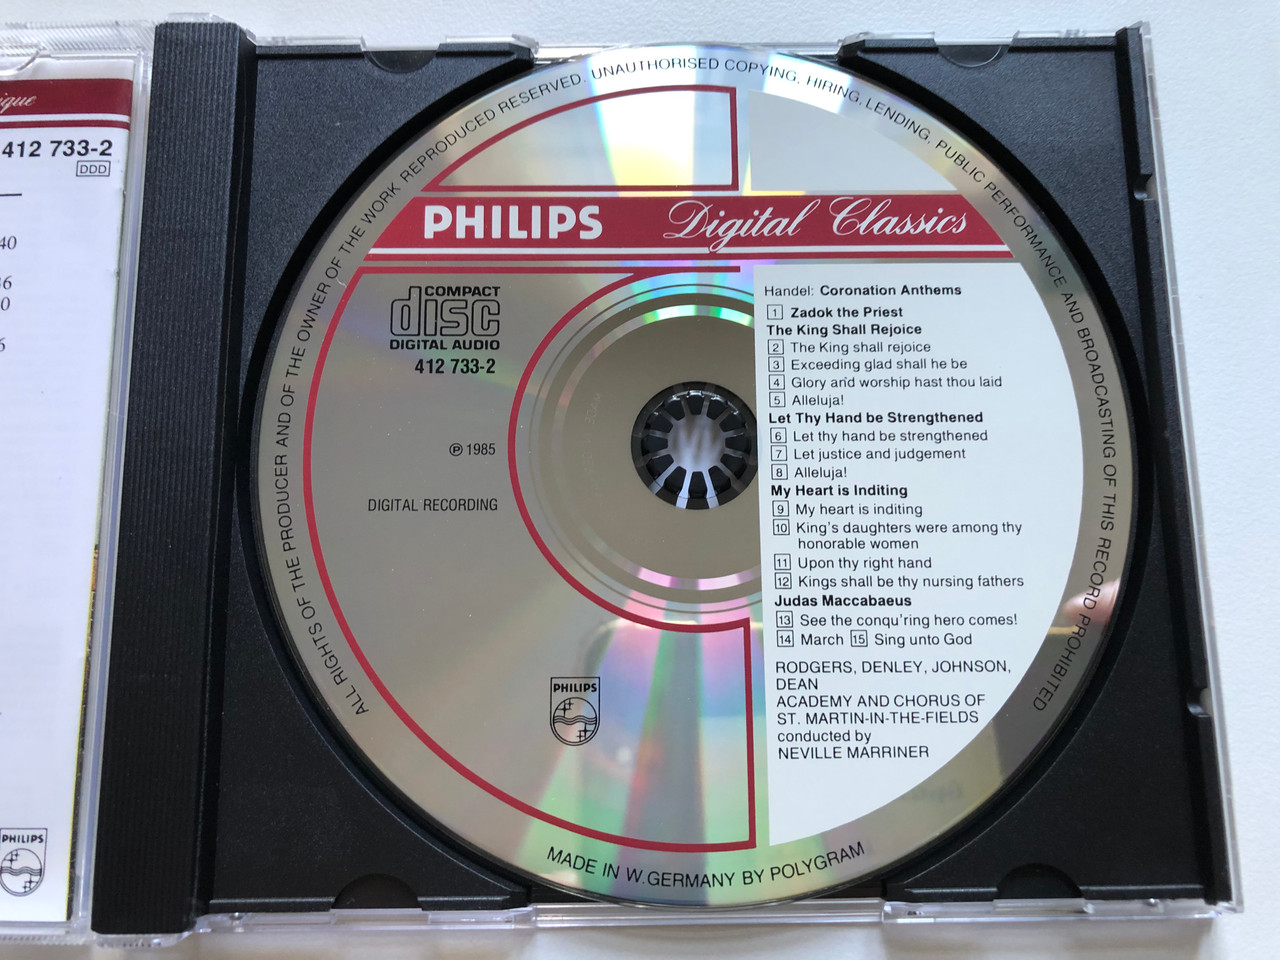 ique
412 733-2
DDD
40
36
0
6
PHILIPS
ALL RIGHTS OF THE PRODUCER AND OF THE OWNER OF THE WORK REPRODUCED RESERVED. UNAUTHORISED COPYING, HIRING, LENDING, PUBLIC PERFORMANCE AND BROADCASTING OF THIS RECORD PROHIBITED
PHILIPS Digital Classics
COMPACT
disc
DIGITAL AUDIO
412 733-2
℗ 1985
DIGITAL RECORDING
PHILIPS
Handel: Coronation Anthems
1 Zadok the Priest
The King Shall Rejoice
2 The King shall rejoice
3 Exceeding glad shall he be
4 Glory and worship hast thou laid
5 Alleluja!
Let Thy Hand be Strengthened
6 Let thy hand be strengthened
7 Let justice and judgement
8 Alleluja!
My Heart is Inditing
9 My heart is inditing
10 King's daughters were among thy
honorable women
11 Upon thy right hand
12 Kings shall be thy nursing fathers
Judas Maccabaeus
13 See the conqu'ring hero comes!
14 March 15 Sing unto God
RODGERS, DENLEY, JOHNSON,
DEAN
ACADEMY AND CHORUS OF
ST. MARTIN-IN-THE-FIELDS
conducted by
NEVILLE MARRINER
MADE IN W.GERMANY BY POLYGRAM